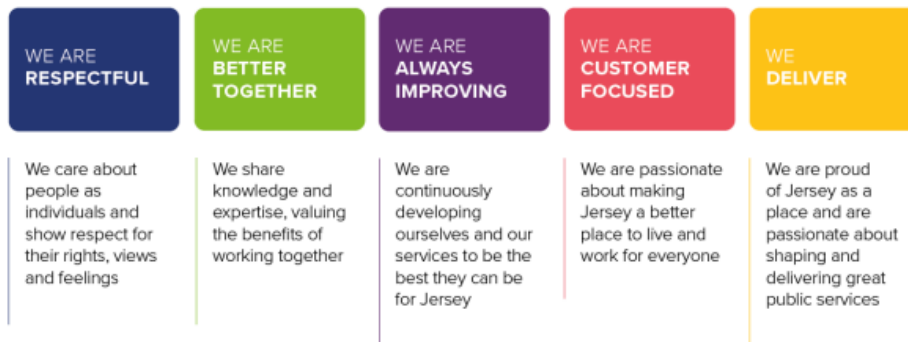 WE ARE
RESPECTFUL
We care about
people as
individuals and
show respect for
their rights, views
and feelings
WE ARE
BETTER
TOGETHER
We share
knowledge and
expertise, valuing
the benefits of
working together
WE ARE
ALWAYS
IMPROVING
We are
continuously
developing
ourselves and our
services to be the
best they can be
for Jersey
WE ARE
CUSTOMER
FOCUSED
We are passionate
about making
Jersey a better
place to live and
work for everyone
WE
DELIVER
We are proud
of Jersey as a
place and are
passionate about
shaping and
delivering great
public services